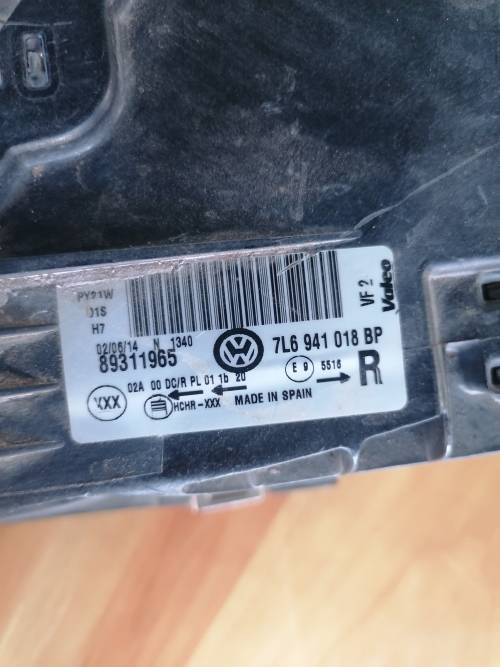 PY21W
D1S
H7
VF 2
Valeo
02/06/14 N 1340
89311965
7L6 941 018 BP
02A 00 DC/R PL 01 1b 20
E 9 5516
R
XXX
HCHR-XXX
MADE IN SPAIN